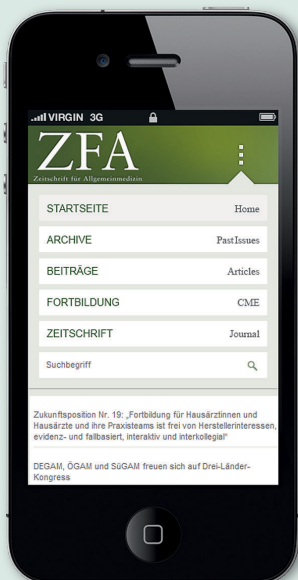 VIRGIN 3G
ZFA
Zeitschrift für Allgemeinmedizin
STARTSEITE Home
ARCHIVE PastIssues
BEITRÄGE Articles
FORTBILDUNG CME
ZEITSCHRIFT Journal
Suchbegriff
Zukunftsposition Nr. 19: „Fortbildung für Hausärztinnen und
Hausärzte und ihre Praxisteams ist frei von Herstellerinteressen,
evidenz- und fallbasiert, interaktiv und interkollegial“
DEGAM, ÖGAM und SüGAM freuen sich auf Drei-Länder-
Kongress